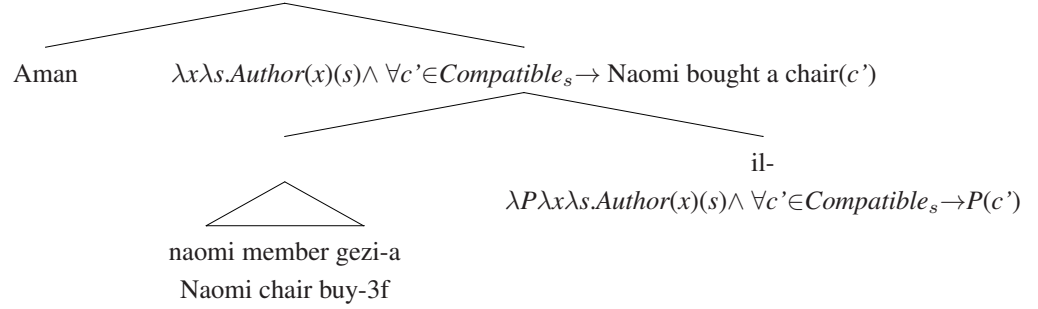 Aman λxλs.Author(x)(s)∧ ∀c’∈Compatibleₛ→ Naomi bought a chair(c’)
il-
λPλxλs.Author(x)(s)∧ ∀c’∈Compatibleₛ→P(c’)
naomi member gezi-a
Naomi chair buy-3f